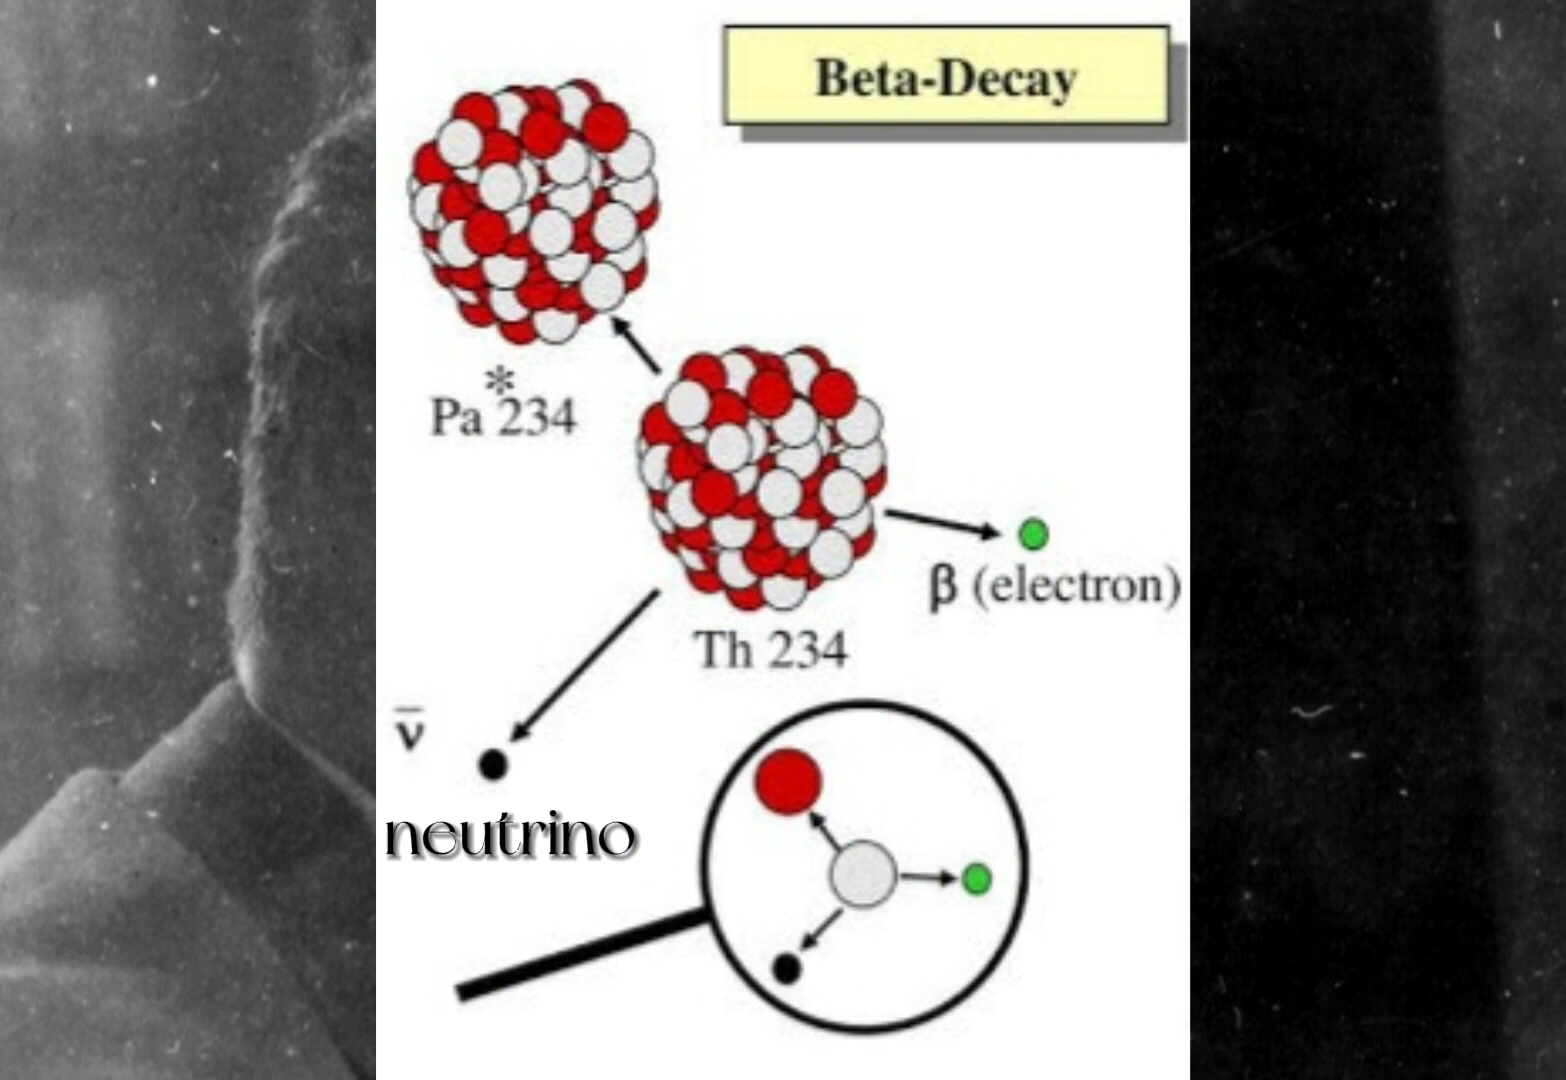 Beta-Decay
*
Pa 234
β (electron)
Th 234
ν̅
neutrino